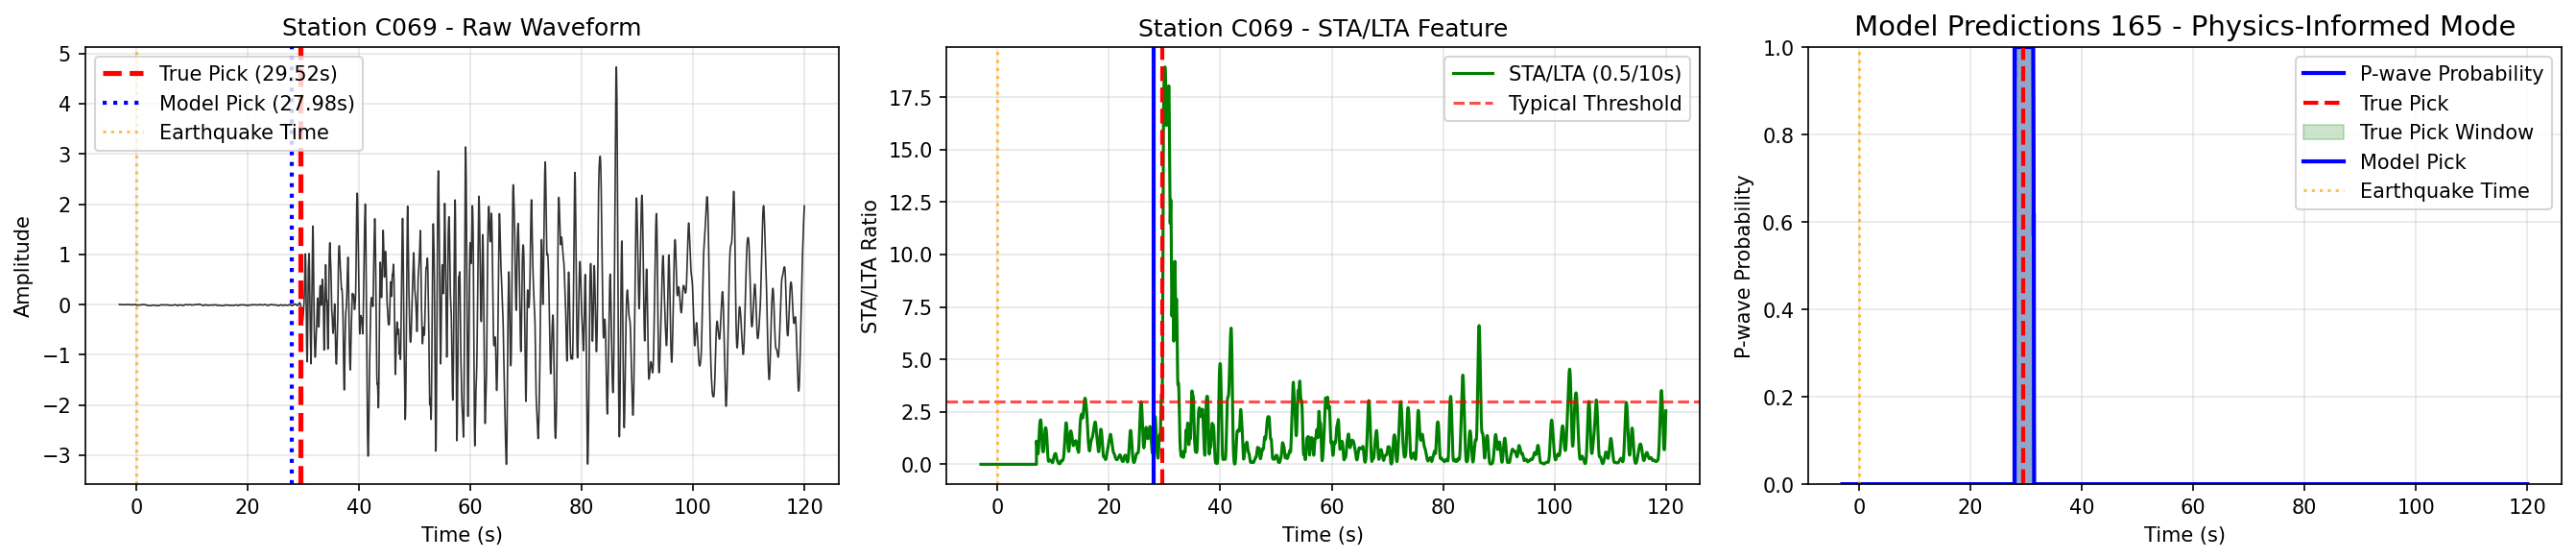 Station C069 - Raw Waveform
Amplitude
5
4
3
2
1
0
−1
−2
−3
True Pick (29.52s)
Model Pick (27.98s)
Earthquake Time
0 20 40 60 80 100 120
Time (s)
Station C069 - STA/LTA Feature
STA/LTA Ratio
17.5
15.0
12.5
10.0
7.5
5.0
2.5
0.0
STA/LTA (0.5/10s)
Typical Threshold
0 20 40 60 80 100 120
Time (s)
Model Predictions 165 - Physics-Informed Mode
P-wave Probability
1.0
0.8
0.6
0.4
0.2
0.0
P-wave Probability
True Pick
True Pick Window
Model Pick
Earthquake Time
0 20 40 60 80 100 120
Time (s)